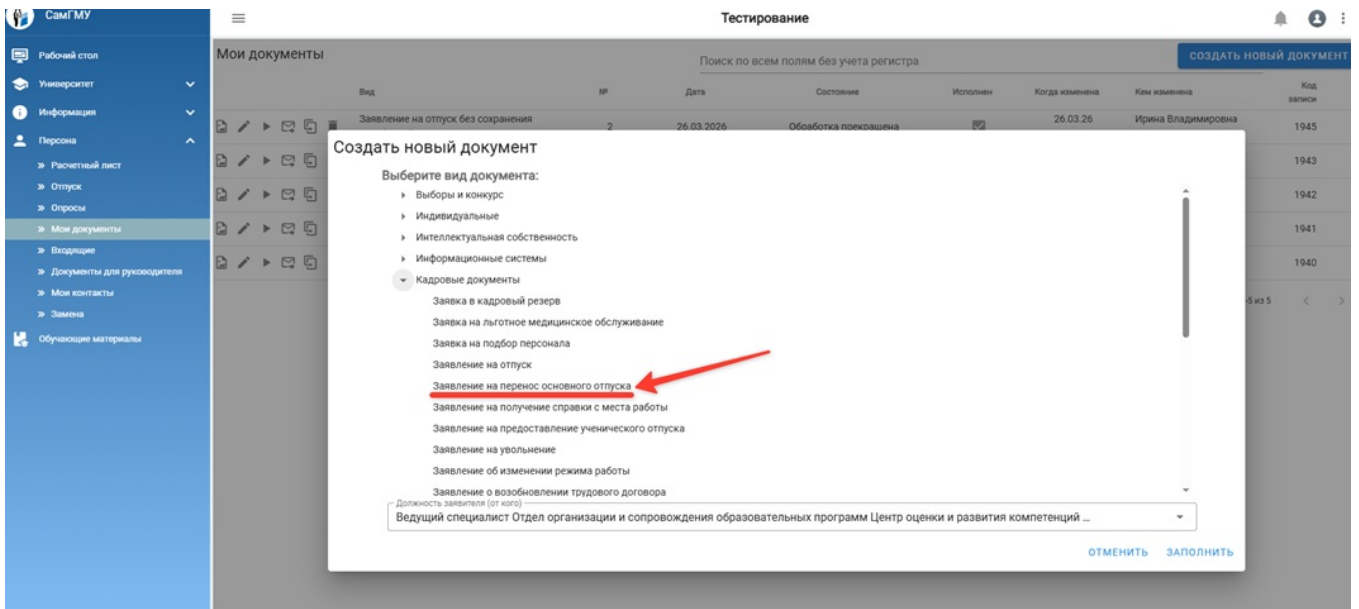 СамГМУ
Тестирование
Рабочий стол
Университет
Информация
Персона
» Расчетный лист
» Отпуск
» Опросы
» Мои документы
» Входящие
» Документы для руководителя
» Мои контакты
» Замена
Обучающие материалы
Мои документы
Поиск по всем полям без учета регистра
СОЗДАТЬ НОВЫЙ ДОКУМЕНТ
Вид № Дата Состояние Исполнен Когда изменена Кем изменена Код записи
Заявление на отпуск без сохранения 2 26.03.2026 Обработка прекращена 26.03.26 Ирина Владимировна 1945
1943
1942
1941
1940
-5 из 5
Создать новый документ
Выберите вид документа:
Выборы и конкурс
Индивидуальные
Интеллектуальная собственность
Информационные системы
Кадровые документы
Заявка в кадровый резерв
Заявка на льготное медицинское обслуживание
Заявка на подбор персонала
Заявление на отпуск
Заявление на перенос основного отпуска
Заявление на получение справки с места работы
Заявление на предоставление ученического отпуска
Заявление на увольнение
Заявление об изменении режима работы
Заявление о возобновлении трудового договора
Должность заявителя (от кого)
Ведущий специалист Отдел организации и сопровождения образовательных программ Центр оценки и развития компетенций ...
ОТМЕНИТЬ ЗАПОЛНИТЬ